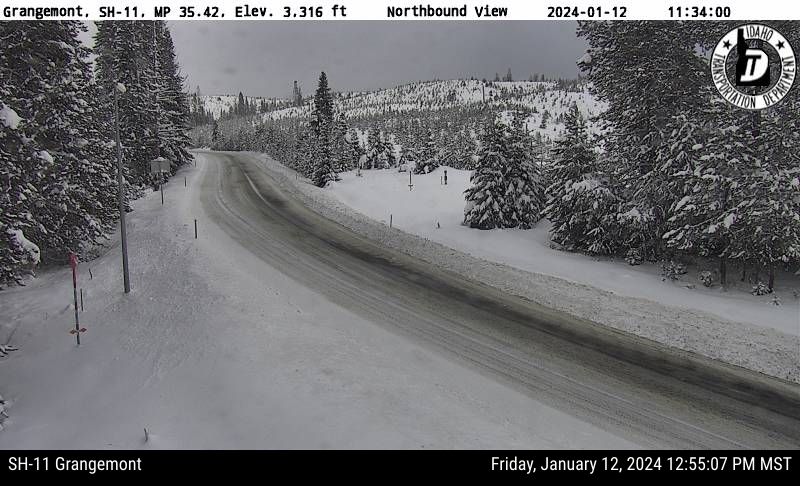 Grangemont, SH-11, MP 35.42, Elev. 3,316 ft Northbound View 2024-01-12 11:34:00
IDAHO
TRANSPORTATION DEPARTMENT
SH-11 Grangemont Friday, January 12, 2024 12:55:07 PM MST